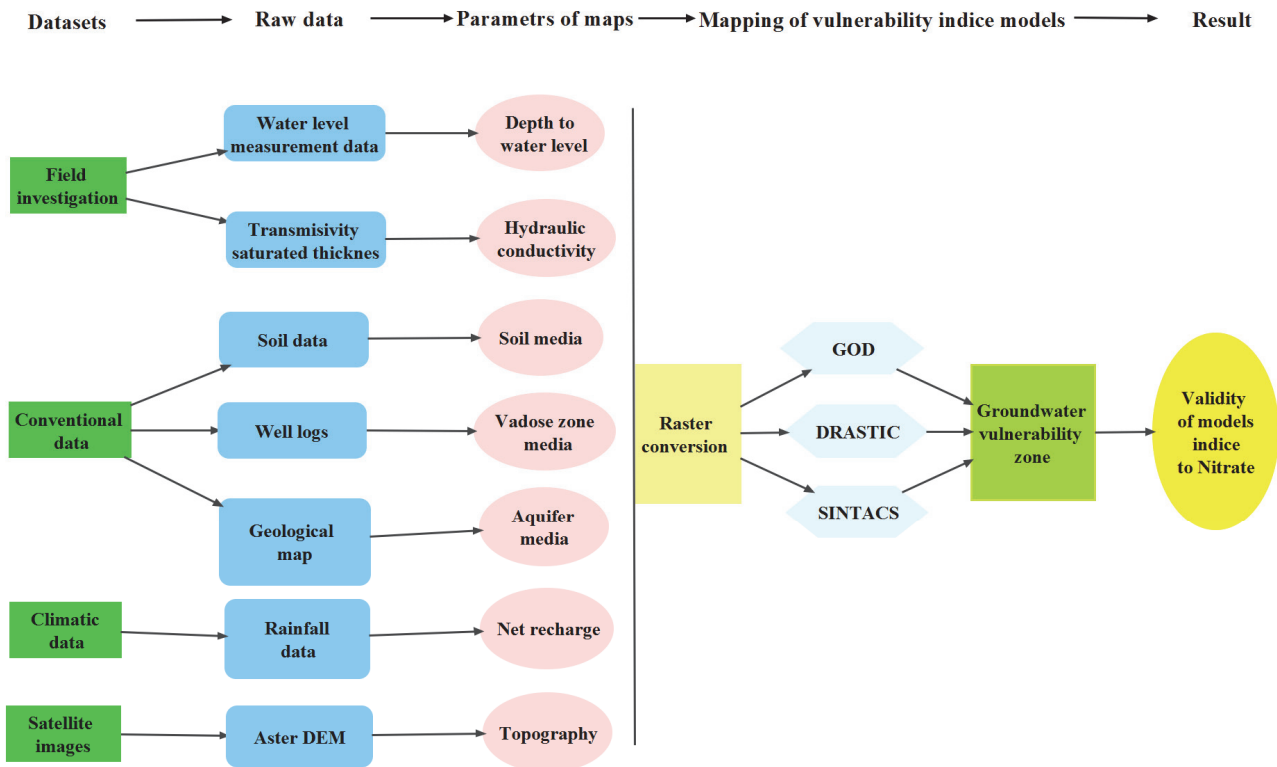 Datasets
Raw data
Parametrs of maps
Mapping of vulnerability indice models
Result
Field
investigation
Water level
measurement data
Depth to
water level
Transmisivity
saturated thicknes
Hydraulic
conductivity
Conventional
data
Soil data
Soil media
Well logs
Vadose zone
media
Geological
map
Aquifer
media
Climatic
data
Rainfall
data
Net recharge
Satellite
images
Aster DEM
Topography
Raster
conversion
GOD
DRASTIC
SINTACS
Groundwater
vulnerability
zone
Validity
of models
indice
to Nitrate